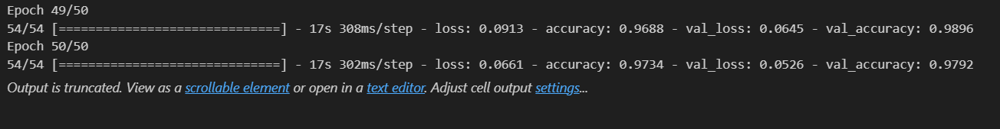 Epoch 49/50
54/54 [==============================] - 17s 308ms/step - loss: 0.0913 - accuracy: 0.9688 - val_loss: 0.0645 - val_accuracy: 0.9896
Epoch 50/50
54/54 [==============================] - 17s 302ms/step - loss: 0.0661 - accuracy: 0.9734 - val_loss: 0.0526 - val_accuracy: 0.9792
Output is truncated. View as a scrollable element or open in a text editor. Adjust cell output settings...